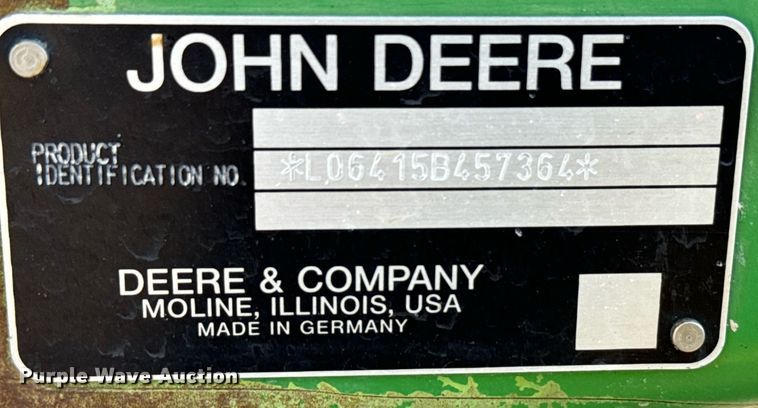 JOHN DEERE
PRODUCT
IDENTIFICATION NO.
*L06415B457364*
DEERE & COMPANY
MOLINE, ILLINOIS, USA
MADE IN GERMANY
Purple Wave Auction